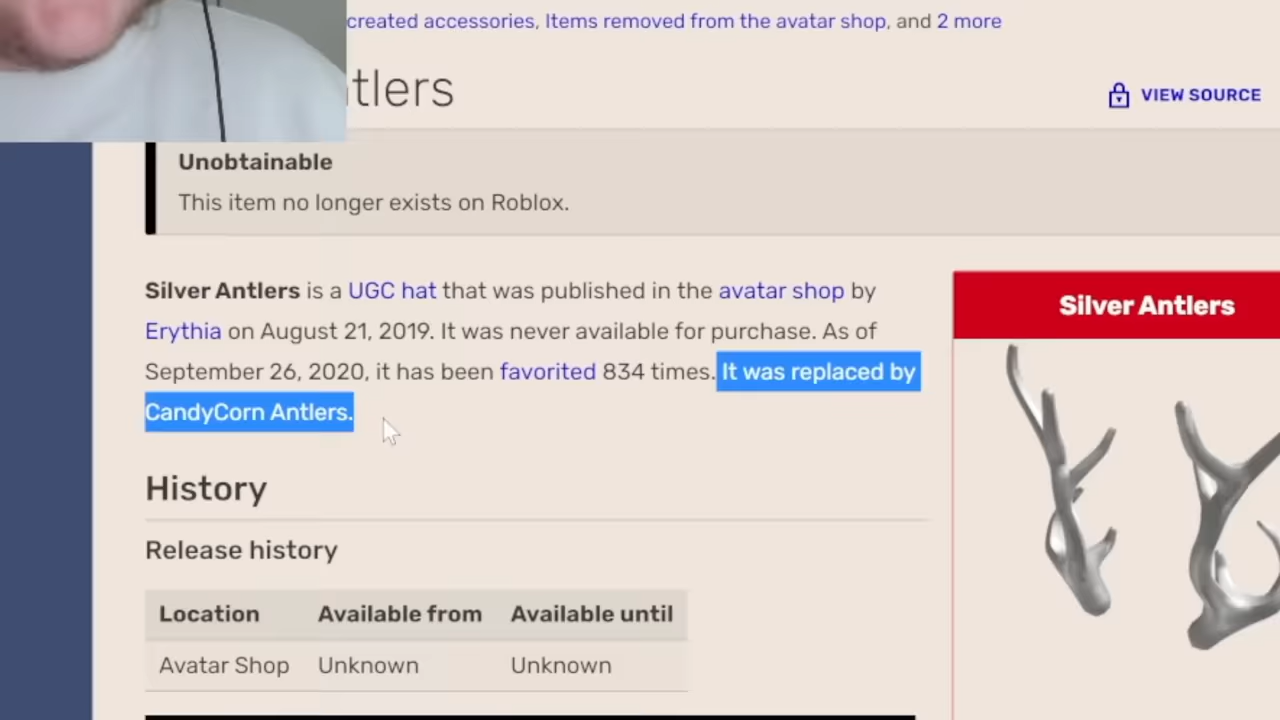 created accessories, Items removed from the avatar shop, and 2 more
tlers
VIEW SOURCE
Unobtainable
This item no longer exists on Roblox.
Silver Antlers is a UGC hat that was published in the avatar shop by
Erythia on August 21, 2019. It was never available for purchase. As of
September 26, 2020, it has been favorited 834 times. It was replaced by
CandyCorn Antlers.
Silver Antlers
History
Release history
Location Available from Available until
Avatar Shop Unknown Unknown